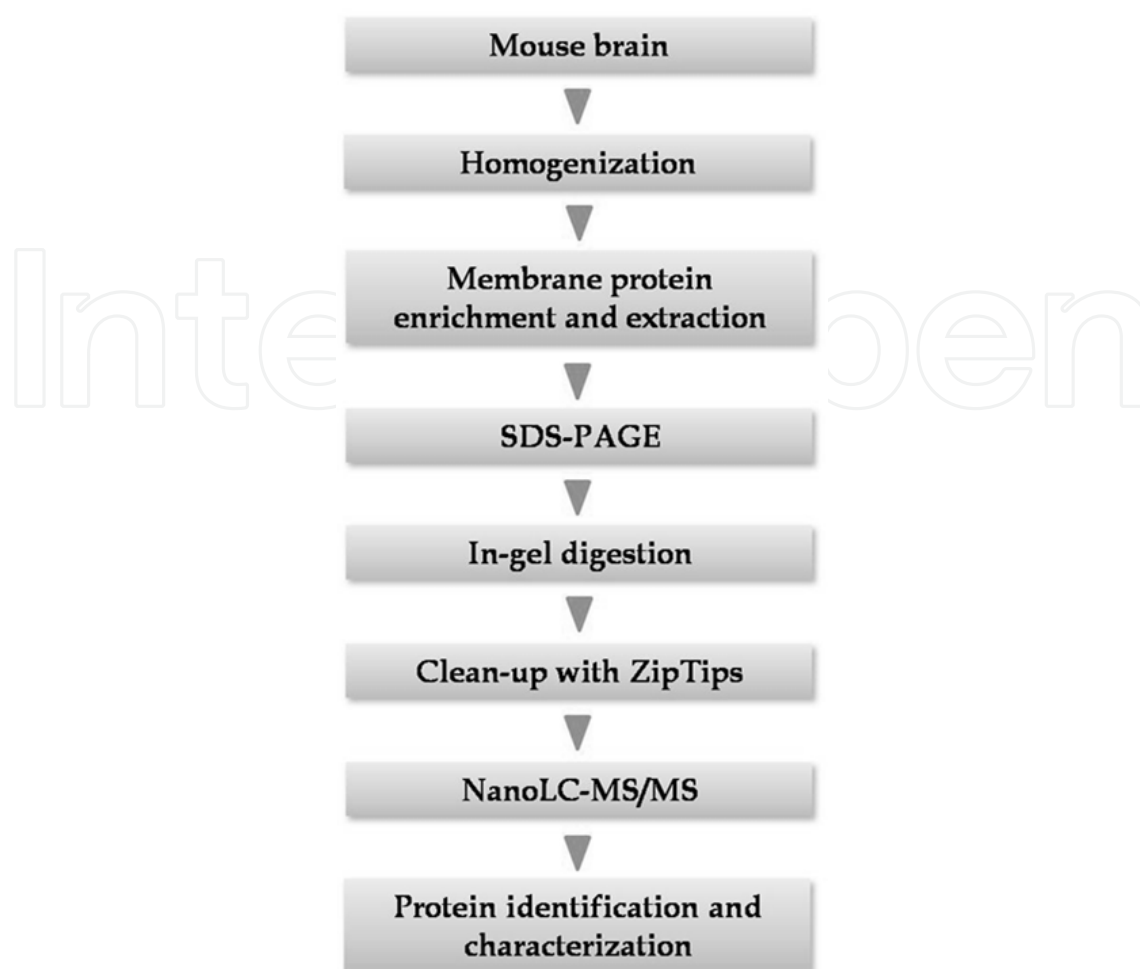 Mouse brain
Homogenization
Membrane protein
enrichment and extraction
SDS-PAGE
In-gel digestion
Clean-up with ZipTips
NanoLC-MS/MS
Protein identification and
characterization